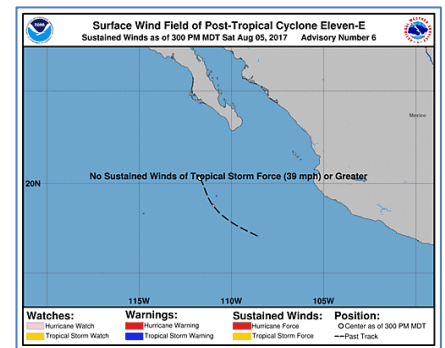 Surface Wind Field of Post-Tropical Cyclone Eleven-E
Sustained Winds as of 300 PM MDT Sat Aug 05, 2017 Advisory Number 6
Mexico
No Sustained Winds of Tropical Storm Force (39 mph) or Greater
20N
115W 110W 105W
Watches: Warnings: Sustained Winds: Position:
Hurricane Watch Hurricane Warning Hurricane Force Center as of 300 PM MDT
Tropical Storm Watch Tropical Storm Warning Tropical Storm Force Past Track